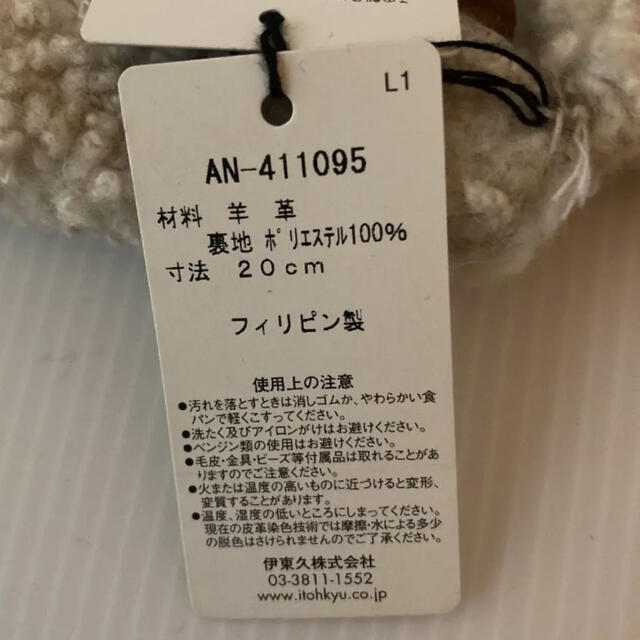 L1
AN-411095
材料 羊 革
裏地 ポリエステル100%
寸法 20cm
フィリピン製
使用上の注意
●汚れを落とすときは消しゴムか、やわらかい食
パンで軽くこすってください。
●洗たく及びアイロンがけはお避けください。
●ベンジン類の使用はお避けください。
●毛皮・金具・ビーズ等付属品は取れることがあ
りますのでご注意ください。
●火または温度の高いものに近づけると変形、
変質することがあります。
●温度、湿度の低いところにしまってください。
現在の皮革染色技術では摩擦・水による多少
の脱色はさけられませんのでご了承ください。
伊東久株式会社
03-3811-1552
www.itohkyu.co.jp